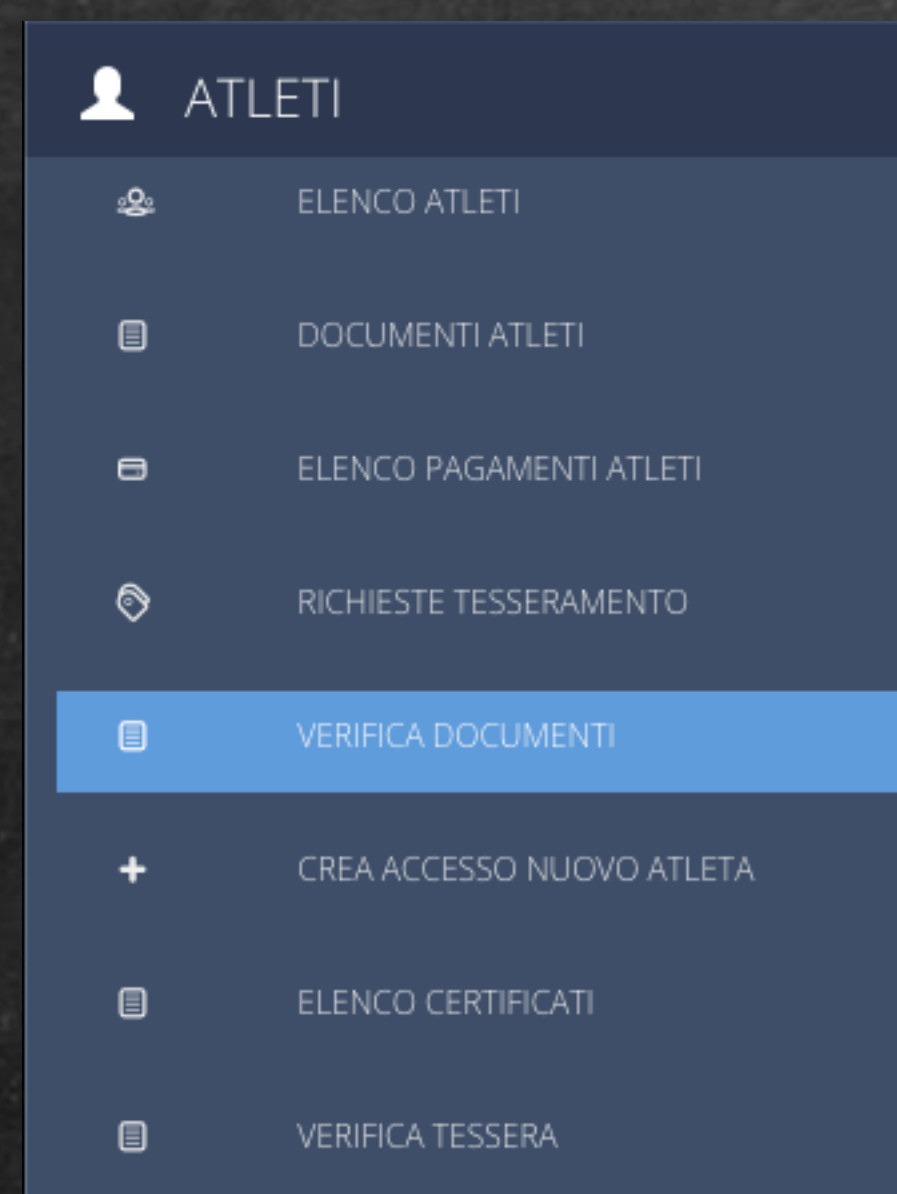 ATLETI
ELENCO ATLETI
DOCUMENTI ATLETI
ELENCO PAGAMENTI ATLETI
RICHIESTE TESSERAMENTO
VERIFICA DOCUMENTI
CREA ACCESSO NUOVO ATLETA
ELENCO CERTIFICATI
VERIFICA TESSERA